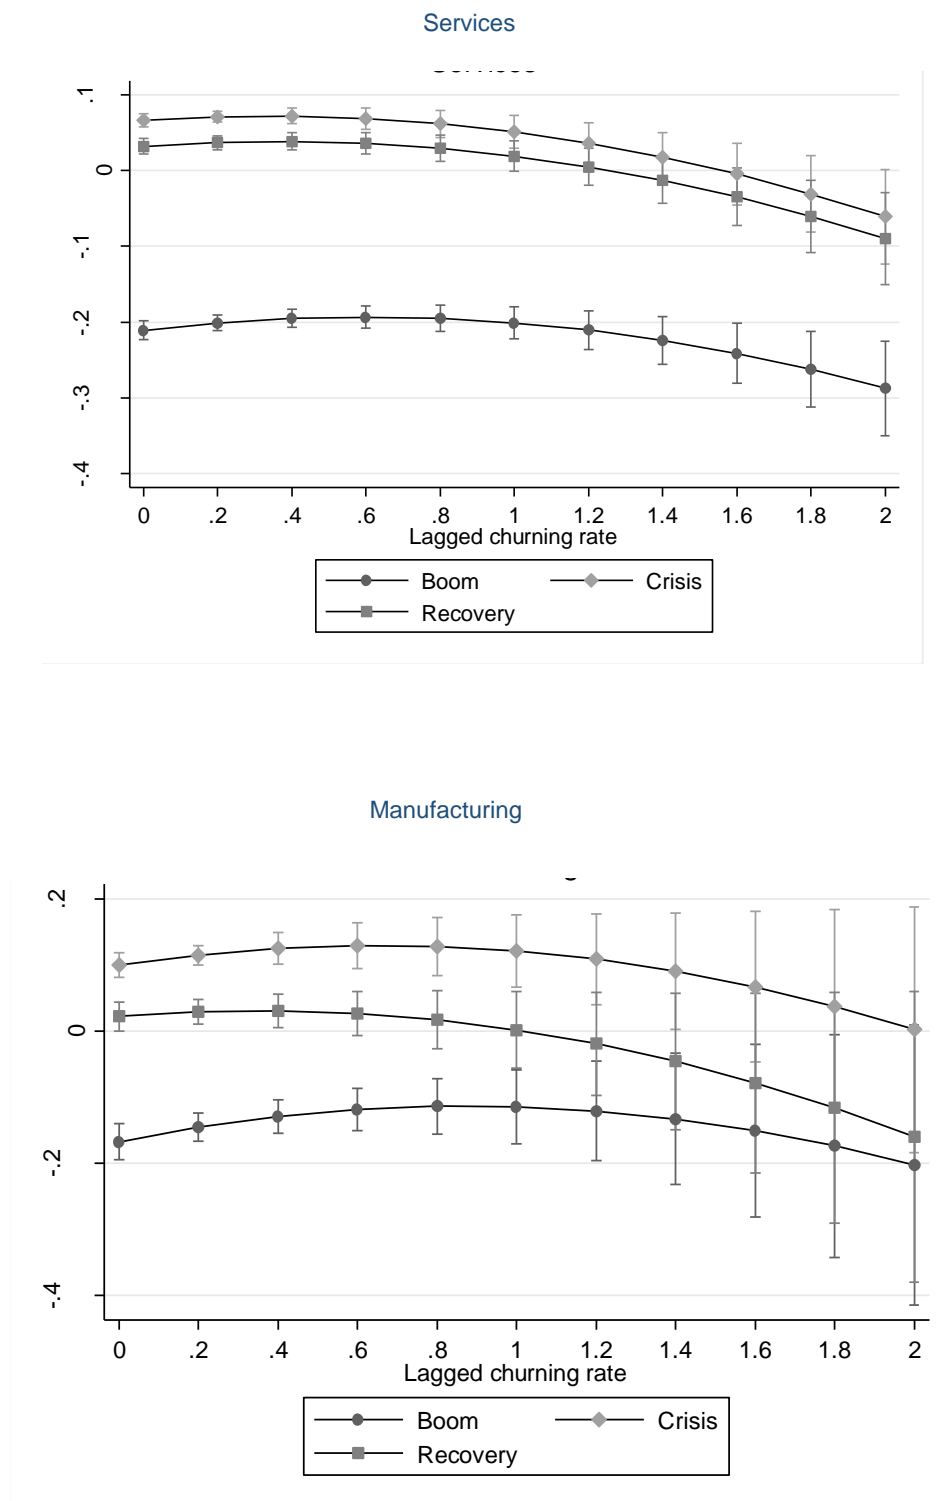 Services
.1
0
-.1
-.2
-.3
-.4
0 .2 .4 .6 .8 1 1.2 1.4 1.6 1.8 2
Lagged churning rate
Boom Crisis
Recovery
Manufacturing
.2
0
-.2
-.4
0 .2 .4 .6 .8 1 1.2 1.4 1.6 1.8 2
Lagged churning rate
Boom Crisis
Recovery